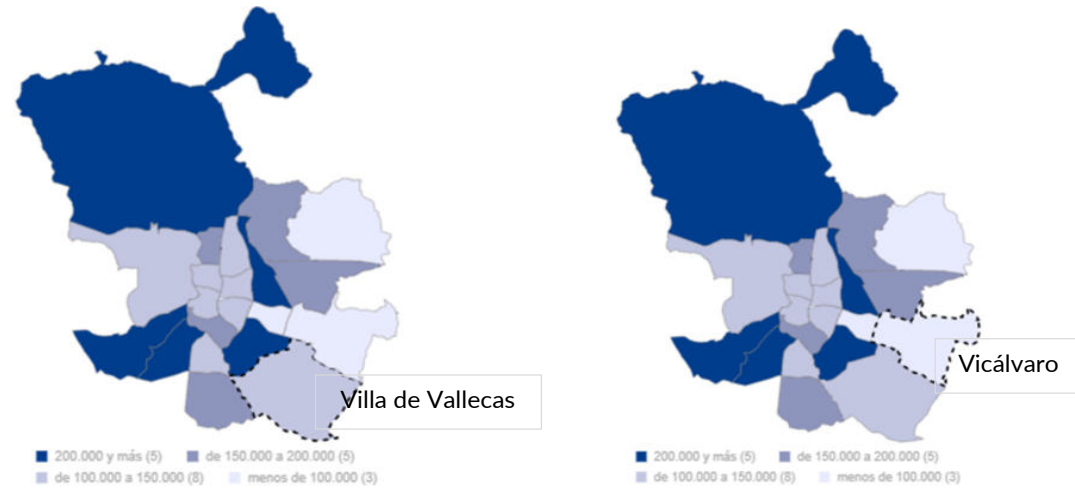 Villa de Vallecas
200.000 y más (5) de 150.000 a 200.000 (5)
de 100.000 a 150.000 (8) menos de 100.000 (3)
Vicálvaro
200.000 y más (5) de 150.000 a 200.000 (5)
de 100.000 a 150.000 (8) menos de 100.000 (3)